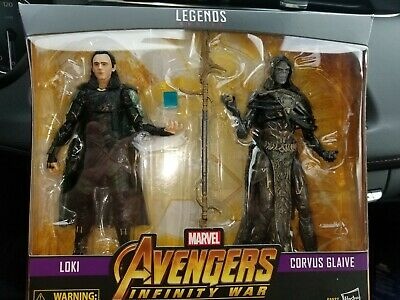 LEGENDS
MARVEL
LOKI
AVENGERS
CORVUS GLAIVE
INFINITY WAR
WARNING:
Hasbro